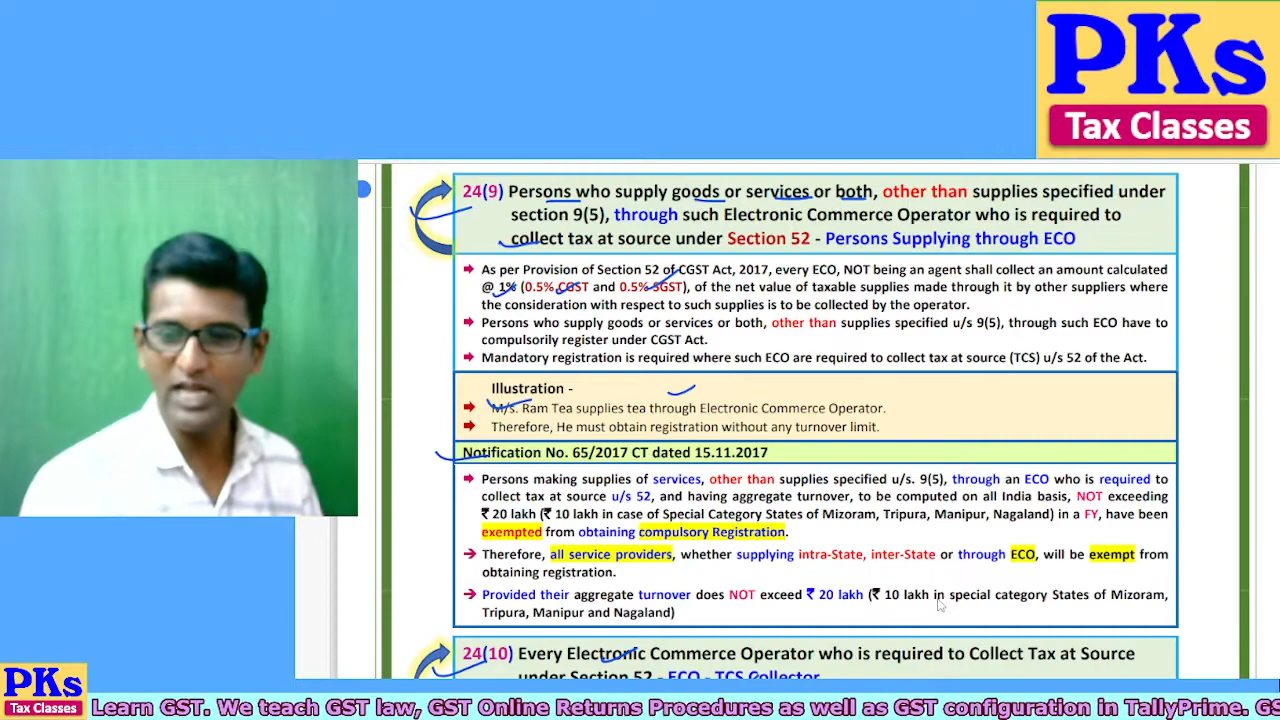 PKs
Tax Classes
24(9) Persons who supply goods or services or both, other than supplies specified under
section 9(5), through such Electronic Commerce Operator who is required to
collect tax at source under Section 52 - Persons Supplying through ECO
As per Provision of Section 52 of CGST Act, 2017, every ECO, NOT being an agent shall collect an amount calculated
@ 1% (0.5% CGST and 0.5% SGST), of the net value of taxable supplies made through it by other suppliers where
the consideration with respect to such supplies is to be collected by the operator.
Persons who supply goods or services or both, other than supplies specified u/s 9(5), through such ECO have to
compulsorily register under CGST Act.
Mandatory registration is required where such ECO are required to collect tax at source (TCS) u/s 52 of the Act.
Illustration -
M/s. Ram Tea supplies tea through Electronic Commerce Operator.
Therefore, He must obtain registration without any turnover limit.
Notification No. 65/2017 CT dated 15.11.2017
Persons making supplies of services, other than supplies specified u/s. 9(5), through an ECO who is required to
collect tax at source u/s 52, and having aggregate turnover, to be computed on all India basis, NOT exceeding
₹ 20 lakh (₹ 10 lakh in case of Special Category States of Mizoram, Tripura, Manipur, Nagaland) in a FY, have been
exempted from obtaining compulsory Registration.
Therefore, all service providers, whether supplying intra-State, inter-State or through ECO, will be exempt from
obtaining registration.
Provided their aggregate turnover does NOT exceed ₹ 20 lakh (₹ 10 lakh in special category States of Mizoram,
Tripura, Manipur and Nagaland)
24(10) Every Electronic Commerce Operator who is required to Collect Tax at Source
under Section 52 - ECO - TCS Collector
PKs
Tax Classes
Learn GST. We teach GST law, GST Online Returns Procedures as well as GST configuration in TallyPrime. GS